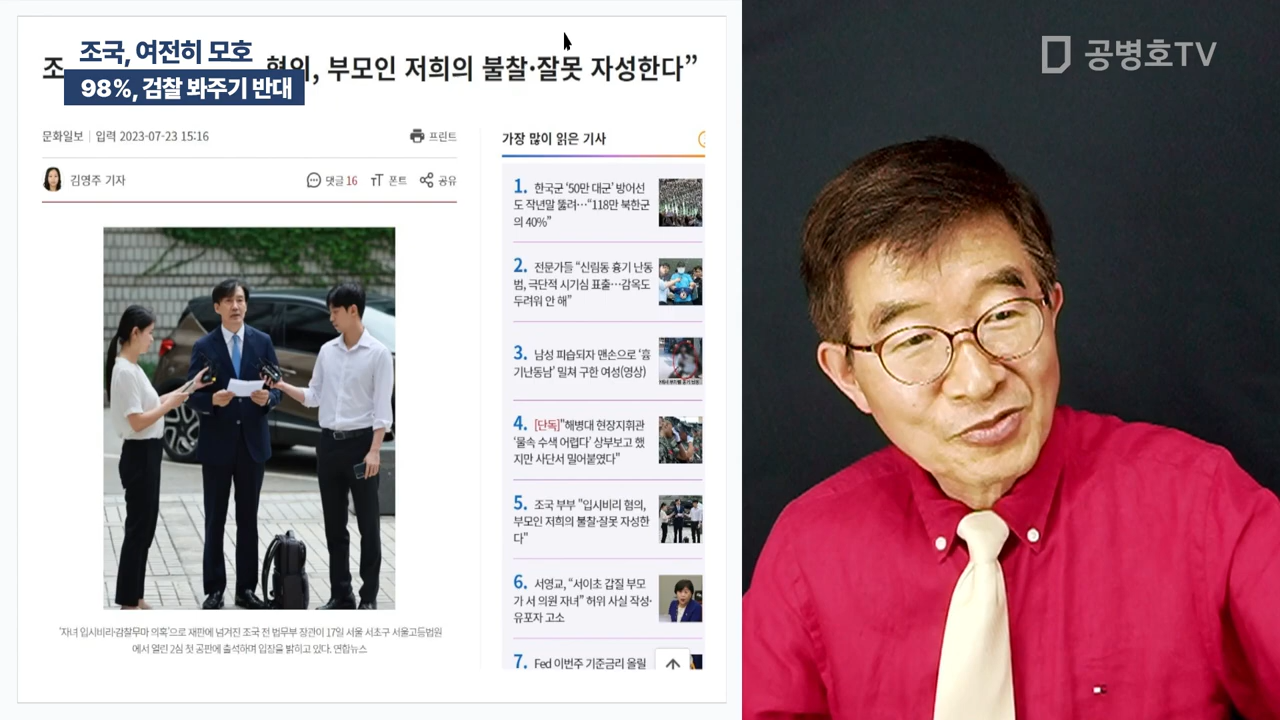 조국, 여전히 모호
98%, 검찰 봐주기 반대
조 혐의, 부모인 저희의 불찰·잘못 자성한다”
공병호TV
문화일보 | 입력 2023-07-23 15:16
프린트
김영주 기자
댓글 16
폰트
공유
‘자녀 입시비리·감찰무마 의혹’으로 재판에 넘겨진 조국 전 법무부 장관이 17일 서울 서초구 서울고등법원
에서 열린 2심 첫 공판에 출석하며 입장을 밝히고 있다. 연합뉴스
가장 많이 읽은 기사
1. 한국군 ‘50만 대군’ 방어선
도 작년말 뚫려…“118만 북한군
의 40%”
2. 전문가들 “신림동 흉기 난동
범, 극단적 시기심 표출…감옥도
두려워 안 해”
3. 남성 피습되자 맨손으로 ‘흉
기난동남’ 밀쳐 구한 여성(영상)
4. [단독]“해병대 현장지휘관
‘물속 수색 어렵다’ 상부보고 했
지만 사단서 밀어붙였다”
5. 조국 부부 “입시비리 혐의,
부모인 저희의 불찰·잘못 자성한
다”
6. 서영교, “서이초 갑질 부모
가 서 의원 자녀” 허위 사실 작성·
유포자 고소
7. Fed 이번주 기준금리 올릴